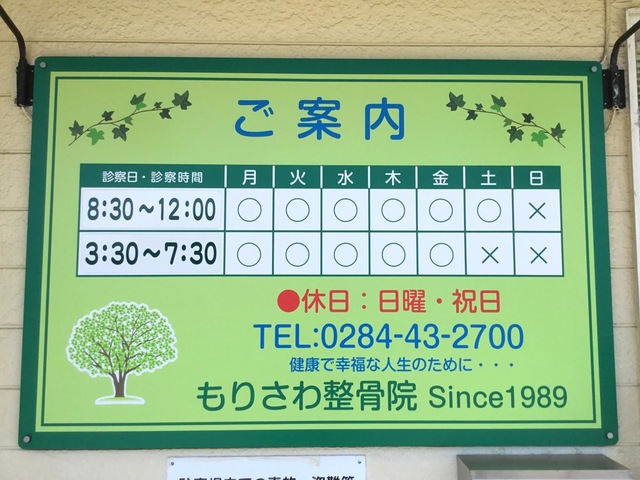 ご案内
診察日・診察時間 月 火 水 木 金 土 日
8:30～12:00 ○ ○ ○ ○ ○ ○ ×
3:30～7:30 ○ ○ ○ ○ ○ × ×
●休日：日曜・祝日
TEL:0284-43-2700
健康で幸福な人生のために・・・
もりさわ整骨院 Since1989